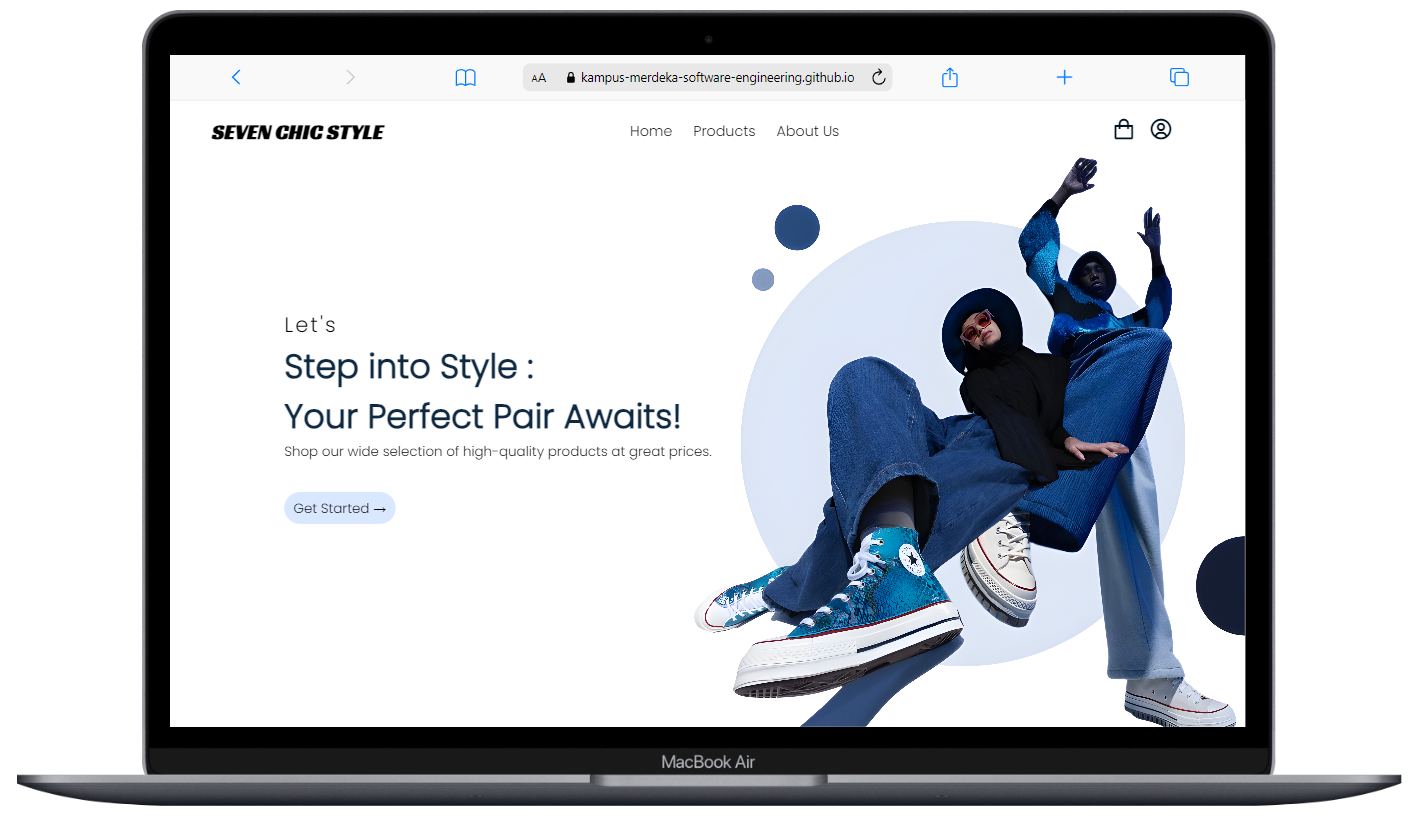 AA kampus-merdeka-software-engineering.github.io
SEVEN CHIC STYLE
Home Products About Us
Let's
Step into Style :
Your Perfect Pair Awaits!
Shop our wide selection of high-quality products at great prices.
Get Started →
MacBook Air